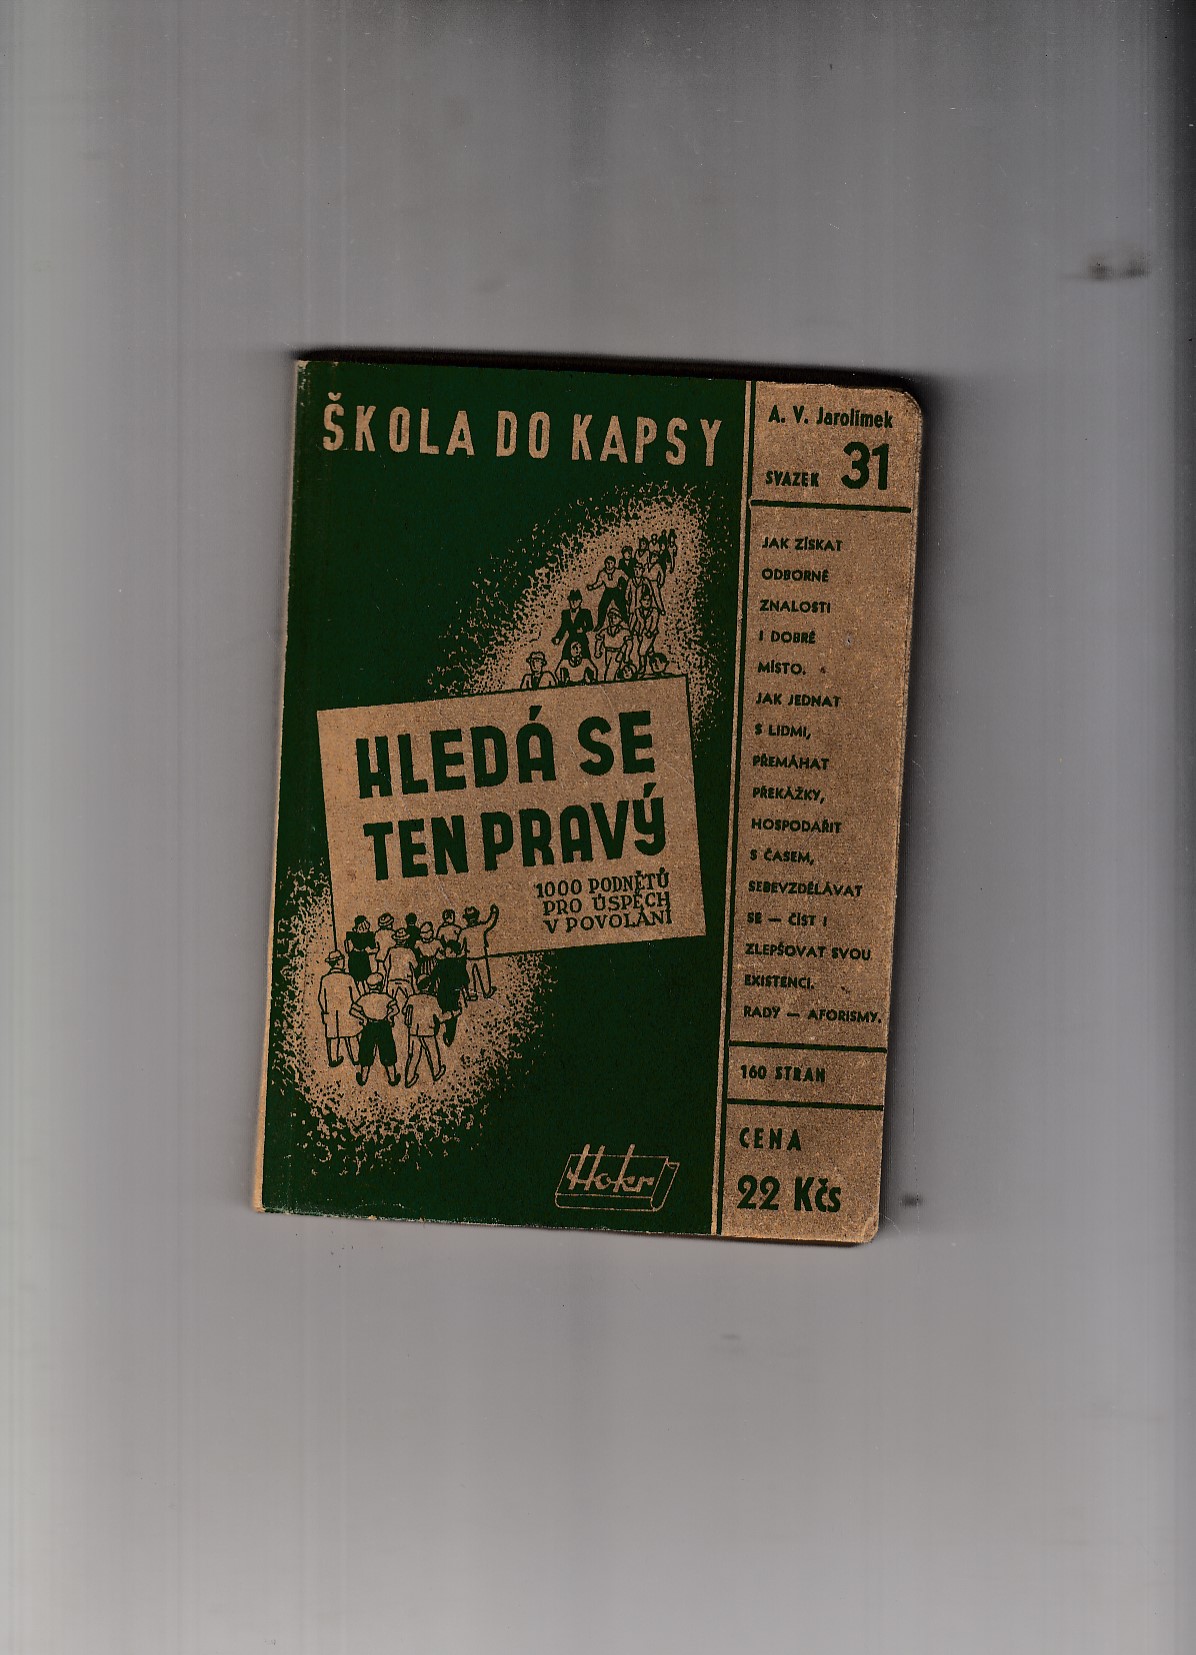 ŠKOLA DO KAPSY
HLEDÁ SE
TEN PRAVÝ
1000 PODNĚTŮ
PRO ÚSPĚCH
V POVOLÁNÍ
Hokr
A. V. Jarolímek
SVAZEK 31
JAK ZÍSKAT
ODBORNÉ
ZNALOSTI
I DOBRÉ
MÍSTO.
JAK JEDNAT
S LIDMI,
PŘEMÁHAT
PŘEKÁŽKY,
HOSPODAŘIT
S ČASEM,
SEBEVZDĚLÁVAT
SE — ČÍST I
ZLEPŠOVAT SVOU
EXISTENCI.
RADY — AFORISMY.
160 STRAN
CENA
22 Kčs